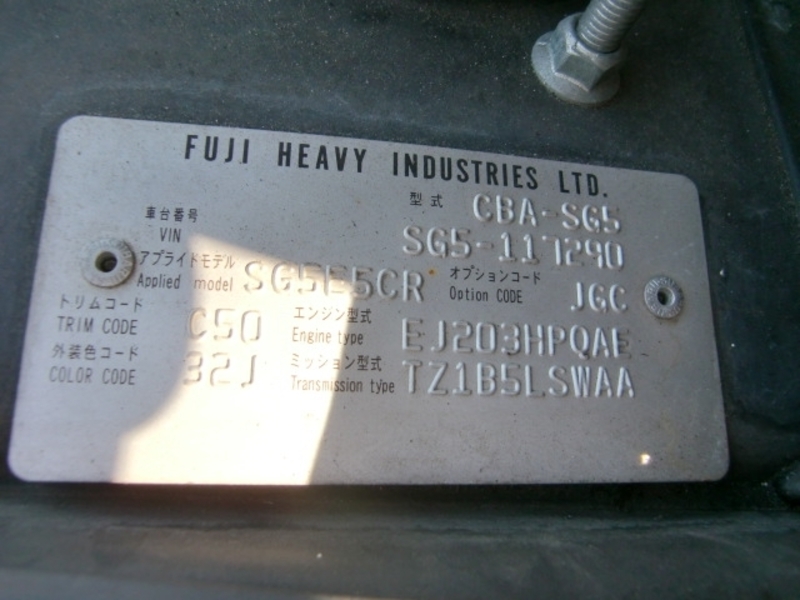 FUJI HEAVY INDUSTRIES LTD.
型式 CBA-SG5
車台番号
VIN SG5-117290
アプライドモデル
Applied model SG5E5CR
オプションコード
Option CODE JGC
トリムコード
TRIM CODE C50
エンジン型式
Engine type EJ203HPQAE
外装色コード
COLOR CODE 32J
ミッション型式
Transmission type TZ1B5LSWAA